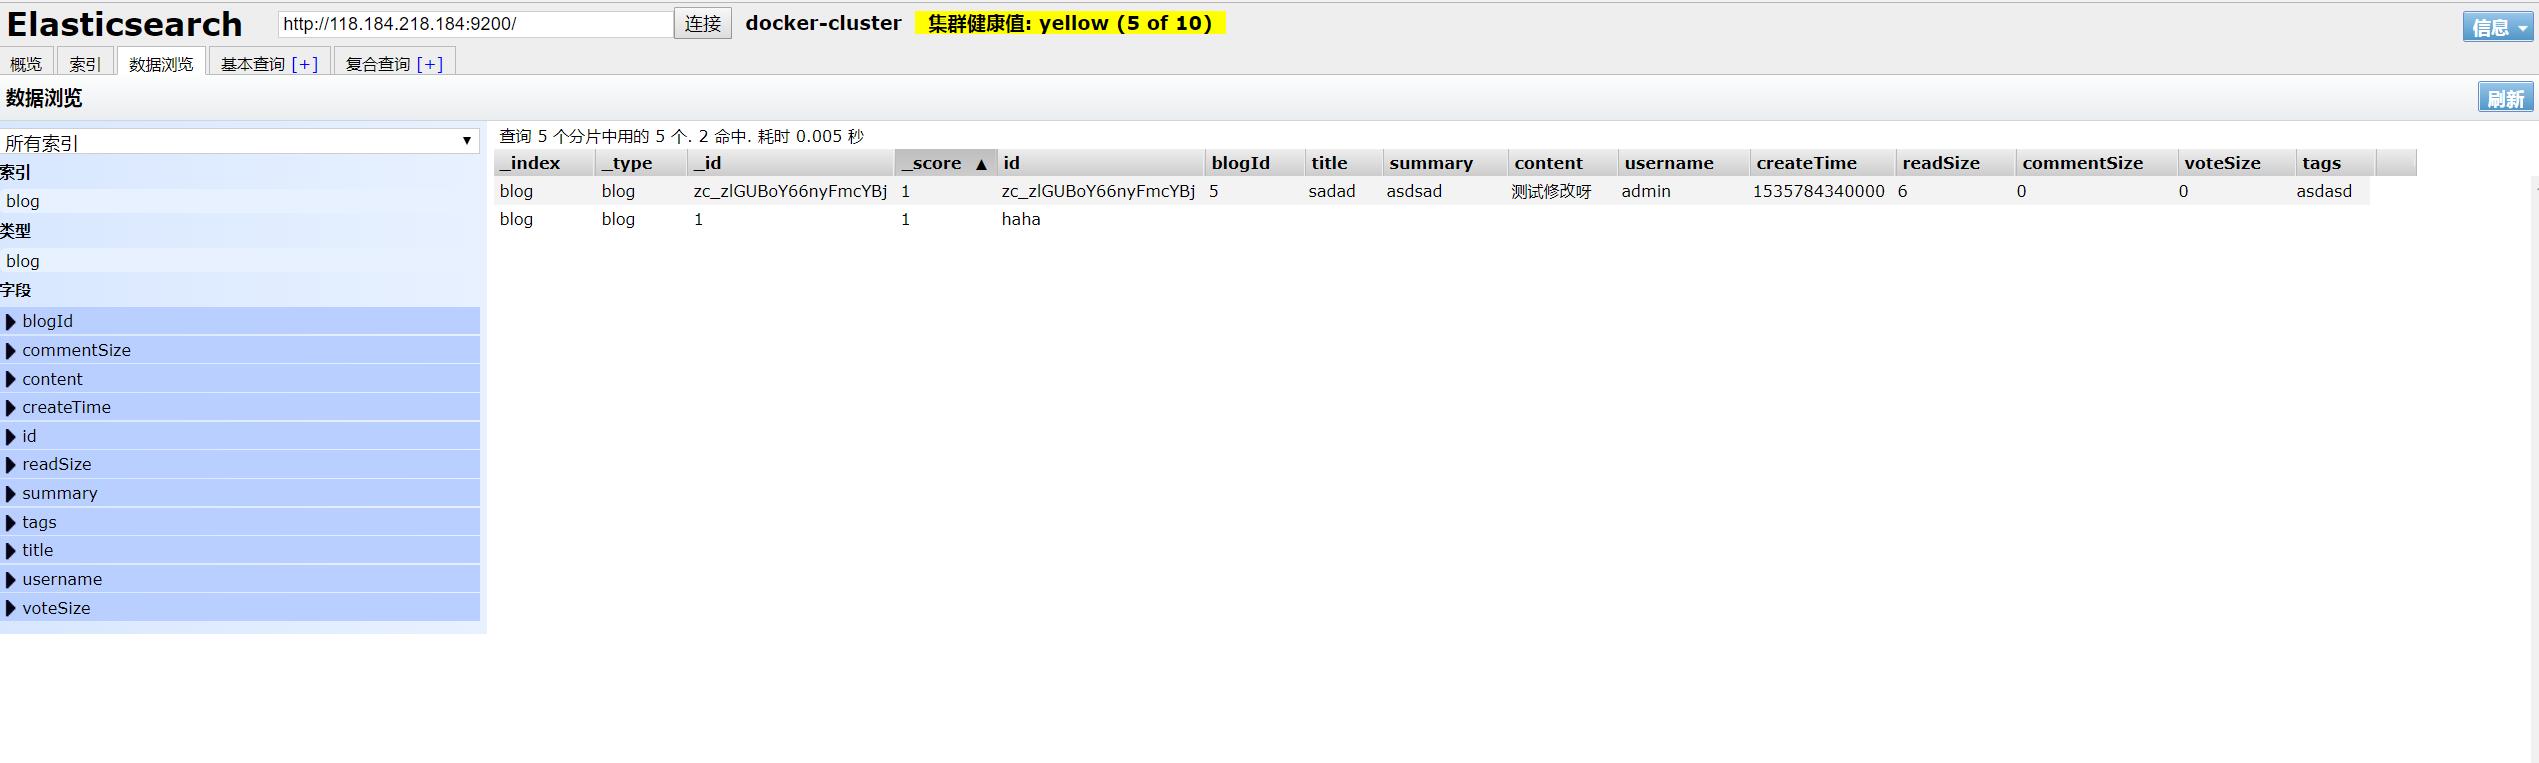 Elasticsearch http://118.184.218.184:9200/ 连接 docker-cluster 集群健康值: yellow (5 of 10) 信息
概览 索引 数据浏览 基本查询 [+] 复合查询 [+]
数据浏览 刷新
所有索引
索引
blog
类型
blog
字段
blogId
commentSize
content
createTime
id
readSize
summary
tags
title
username
voteSize
查询 5 个分片中用的 5 个. 2 命中. 耗时 0.005 秒
_index _type _id _score ▲ id blogId title summary content username createTime readSize commentSize voteSize tags
blog blog zc_zlGUBoY66nyFmcYBj 1 zc_zlGUBoY66nyFmcYBj 5 sadad asdsad 测试修改呀 admin 1535784340000 6 0 0 asdasd
blog blog 1 1 haha